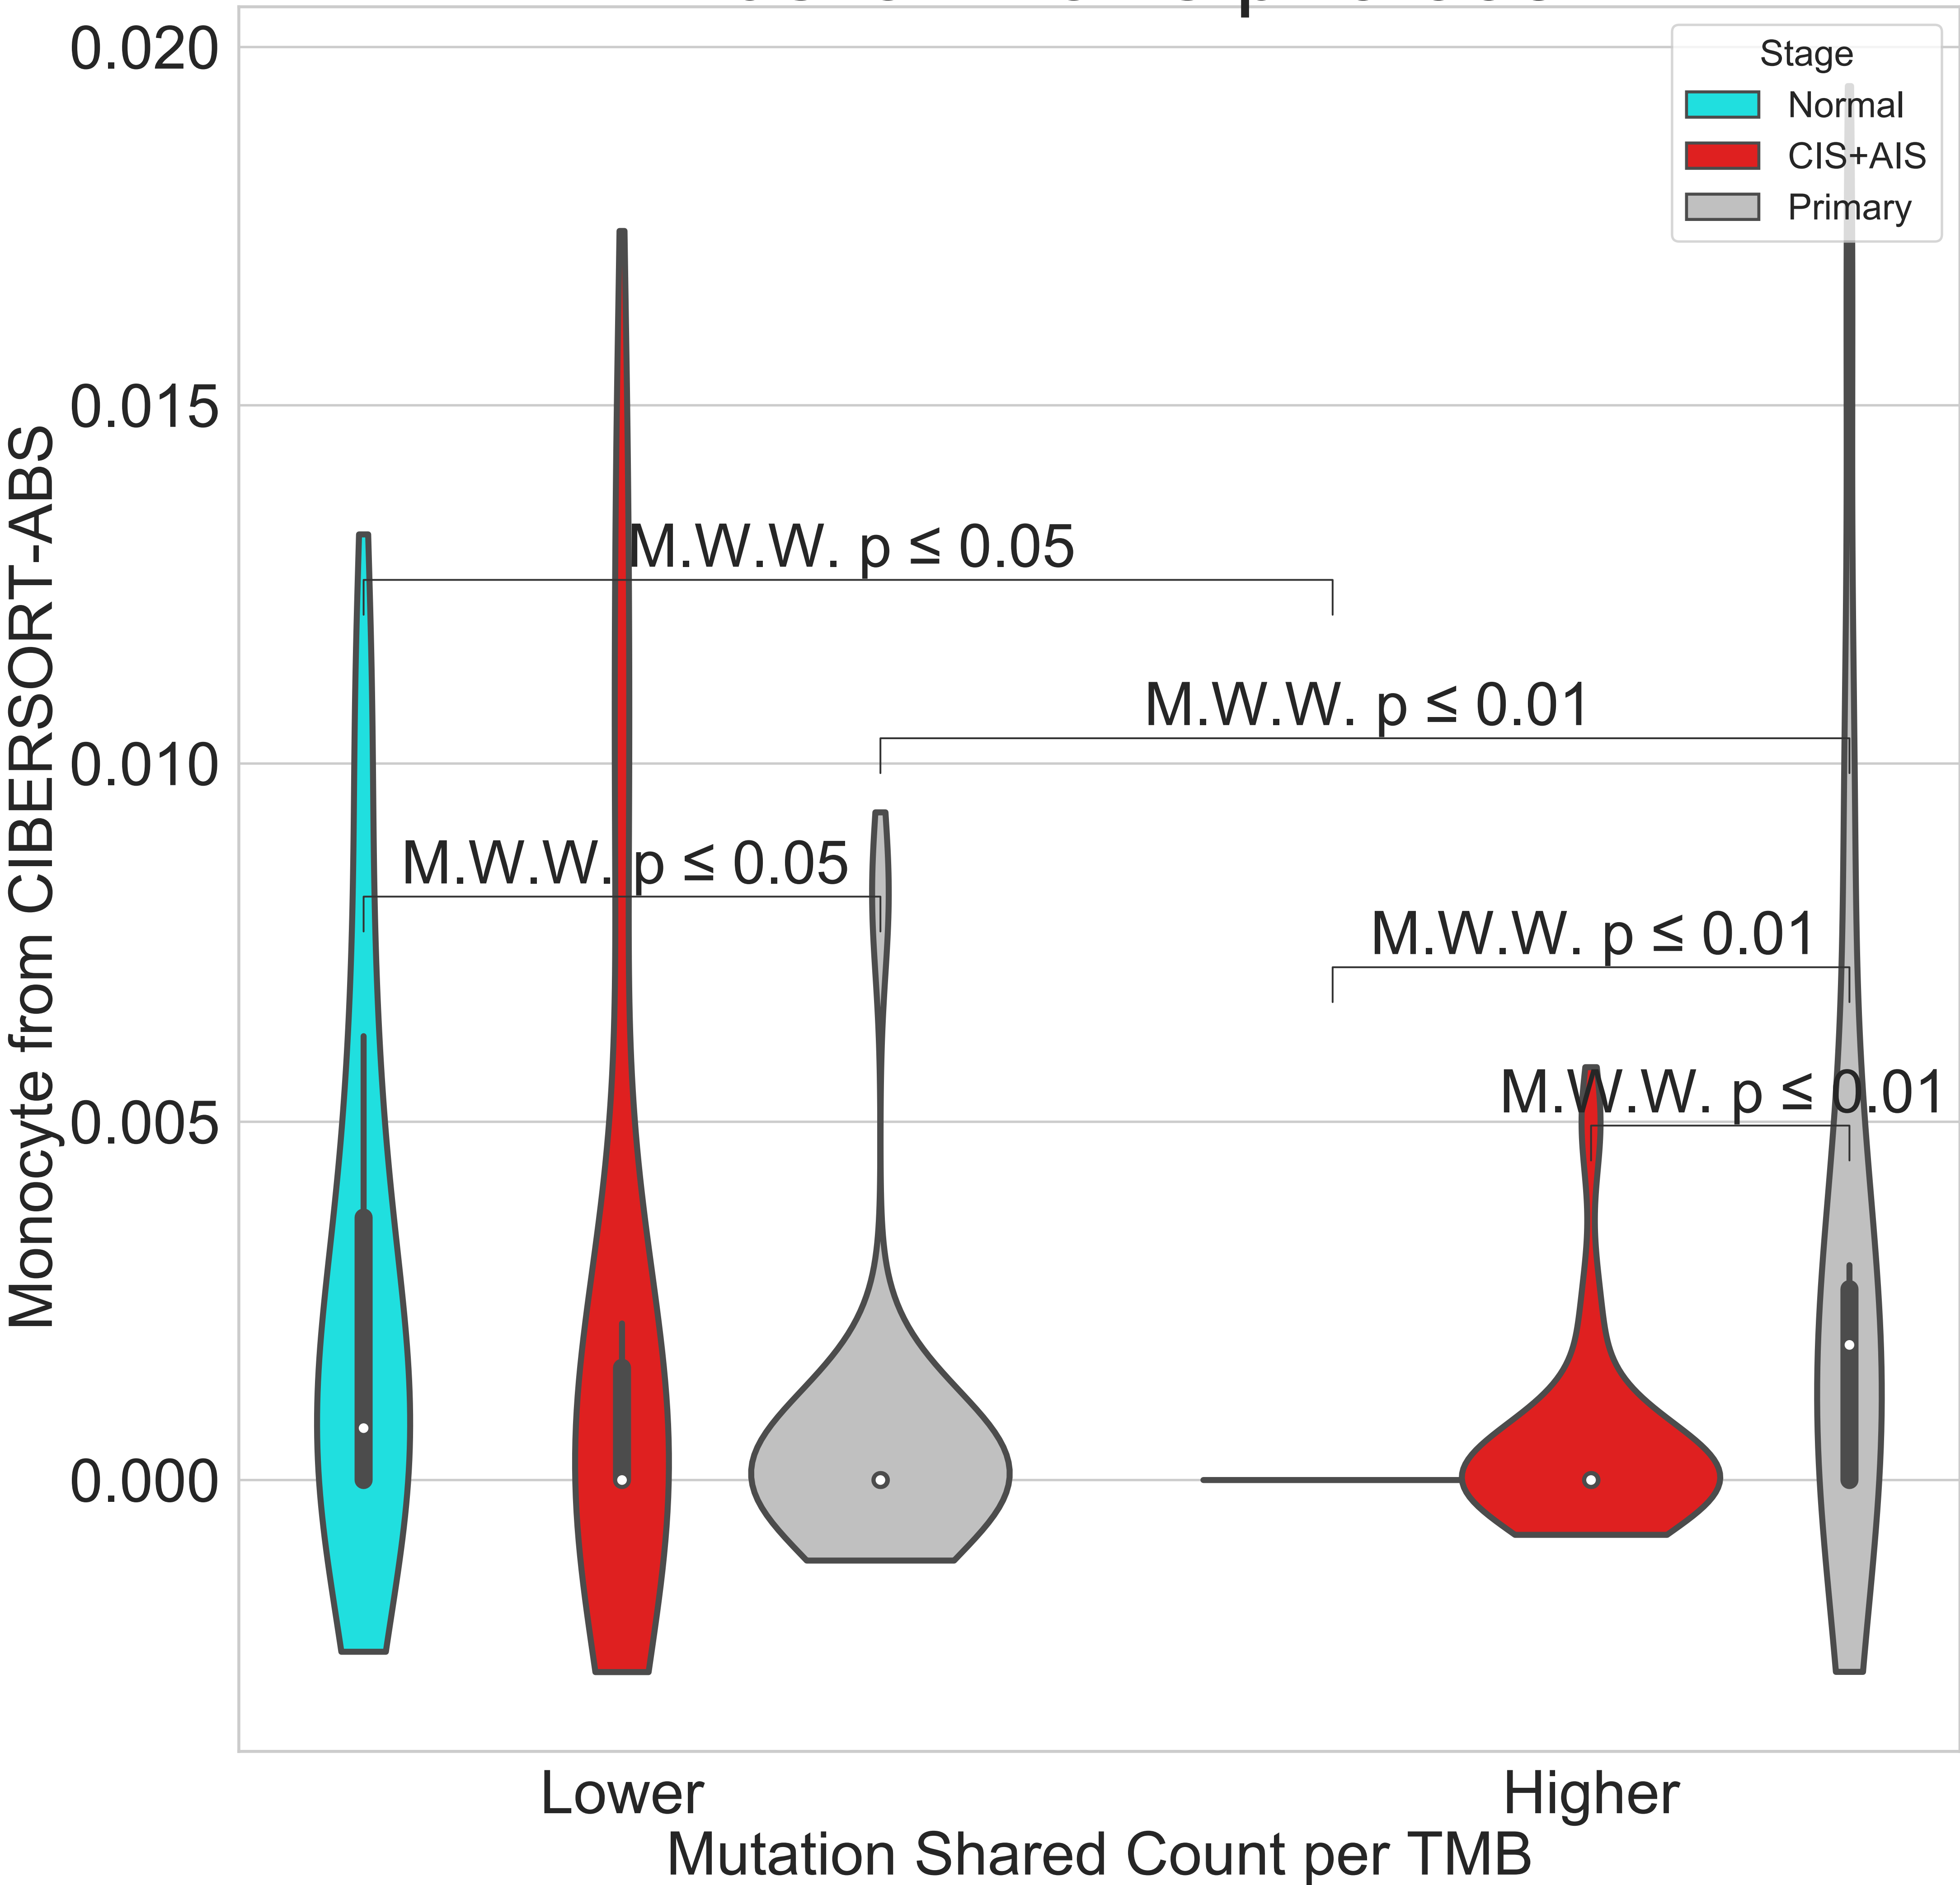 0.020
0.015
0.010
0.005
0.000
Monocyte from CIBERSORT-ABS
Stage
Normal
CIS+AIS
Primary
M.W.W. p ≤ 0.05
M.W.W. p ≤ 0.01
M.W.W. p ≤ 0.05
M.W.W. p ≤ 0.01
M.W.W. p ≤ 0.01
Lower
Higher
Mutation Shared Count per TMB